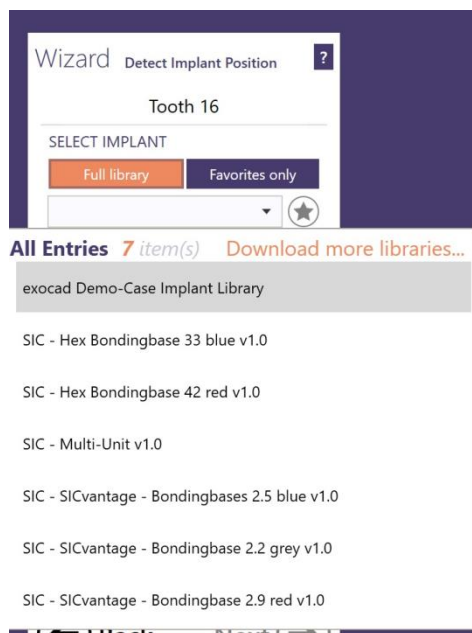 Wizard Detect Implant Position ?
Tooth 16
SELECT IMPLANT
Full library Favorites only
All Entries 7 item(s) Download more libraries...
exocad Demo-Case Implant Library
SIC - Hex Bondingbase 33 blue v1.0
SIC - Hex Bondingbase 42 red v1.0
SIC - Multi-Unit v1.0
SIC - SICvantage - Bondingbases 2.5 blue v1.0
SIC - SICvantage - Bondingbase 2.2 grey v1.0
SIC - SICvantage - Bondingbase 2.9 red v1.0